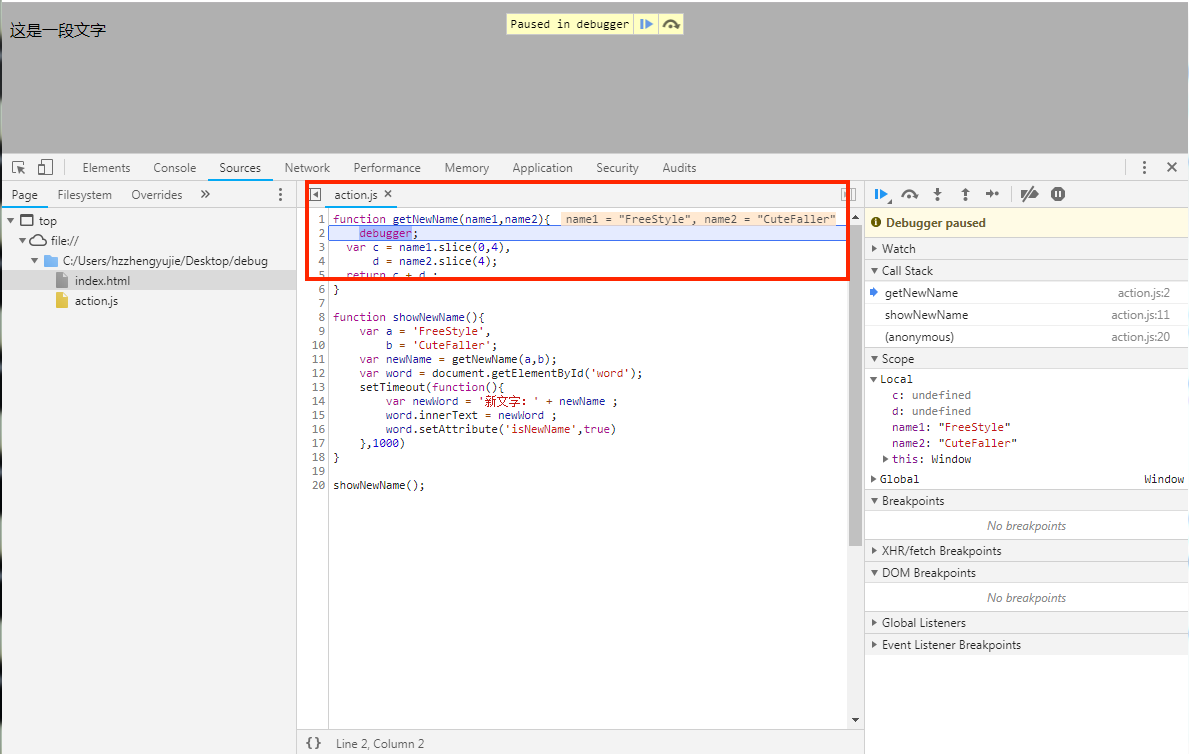 这是一段文字
Paused in debugger
Elements Console Sources Network Performance Memory Application Security Audits
Page Filesystem Overrides »
top
file://
C:/Users/hzzhengyujie/Desktop/debug
index.html
action.js
action.js ×
1 function getNewName(name1,name2){ name1 = "FreeStyle", name2 = "CuteFaller"
2 debugger;
3 var c = name1.slice(0,4),
4 d = name2.slice(4);
5 return c + d ;
6 }
7
8 function showNewName(){
9 var a = 'FreeStyle',
10 b = 'CuteFaller';
11 var newName = getNewName(a,b);
12 var word = document.getElementById('word');
13 setTimeout(function(){
14 var newWord = '新文字：' + newName ;
15 word.innerText = newWord ;
16 word.setAttribute('isNewName',true)
17 },1000)
18 }
19
20 showNewName();
{ } Line 2, Column 2
Debugger paused
Watch
Call Stack
getNewName action.js:2
showNewName action.js:11
(anonymous) action.js:20
Scope
Local
c: undefined
d: undefined
name1: "FreeStyle"
name2: "CuteFaller"
this: Window
Global Window
Breakpoints
No breakpoints
XHR/fetch Breakpoints
DOM Breakpoints
No breakpoints
Global Listeners
Event Listener Breakpoints